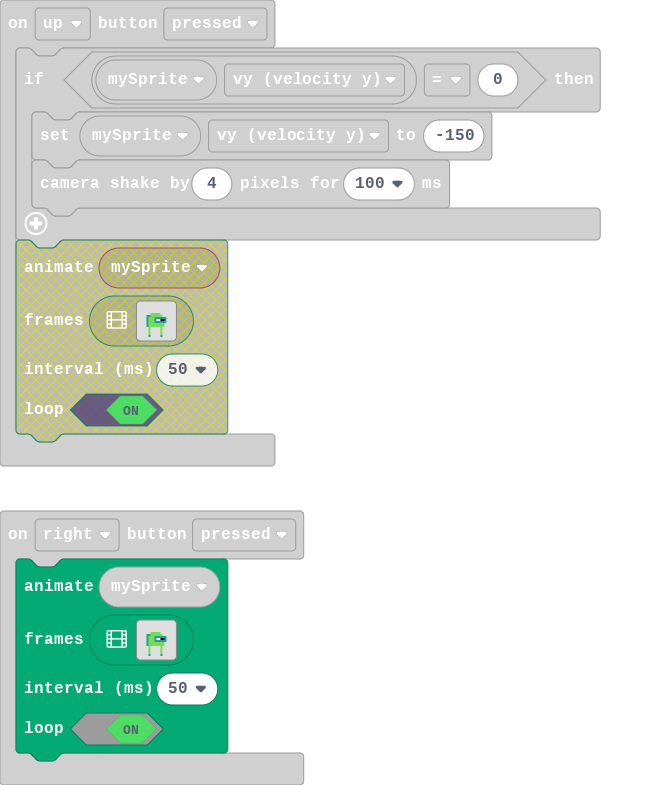 on up button pressed
if mySprite vy (velocity y) = 0 then
set mySprite vy (velocity y) to -150
camera shake by 4 pixels for 100 ms
animate mySprite
frames
interval (ms) 50
loop ON
on right button pressed
animate mySprite
frames
interval (ms) 50
loop ON